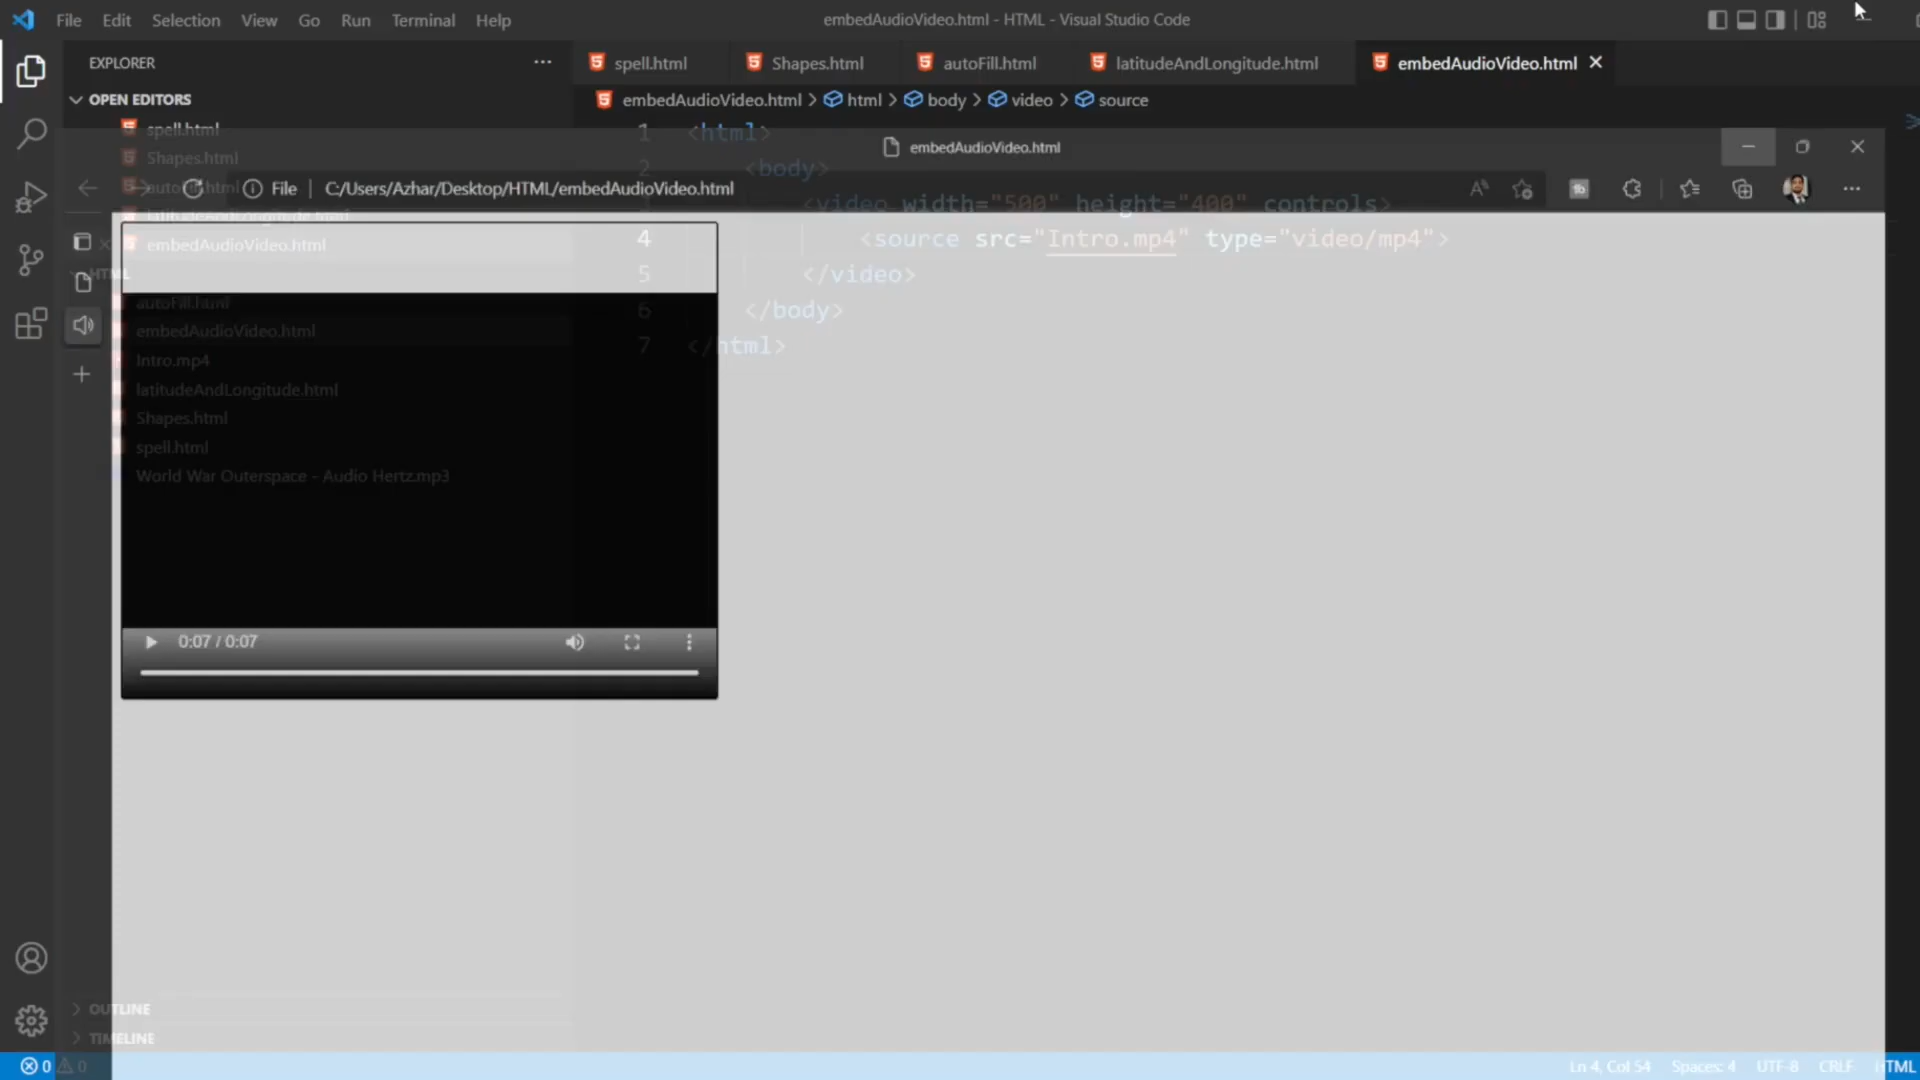 File Edit Selection View Go Run Terminal Help
embedAudioVideo.html - HTML - Visual Studio Code
EXPLORER
spell.html Shapes.html autoFill.html latitudeAndLongitude.html embedAudioVideo.html
OPEN EDITORS
embedAudioVideo.html > html > body > video > source
spell.html
Shapes.html
autoFill.html
latitudeAndLongitude.html
embedAudioVideo.html
HTML
autoFill.html
embedAudioVideo.html
Intro.mp4
latitudeAndLongitude.html
Shapes.html
spell.html
World War Outerspace - Audio Hertz.mp3
1 <html>
2 <body>
<video width="500" height="400" controls>
4 <source src="Intro.mp4" type="video/mp4">
5 </video>
6 </body>
7 </html>
embedAudioVideo.html
File | C:/Users/Azhar/Desktop/HTML/embedAudioVideo.html
0:07 / 0:07
OUTLINE
TIMELINE
0 0
Ln 4, Col 54 Spaces: 4 UTF-8 CRLF HTML